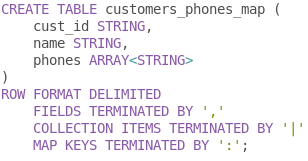 CREATE TABLE customers_phones_map (
    cust_id STRING,
    name STRING,
    phones ARRAY<STRING>
)
ROW FORMAT DELIMITED
    FIELDS TERMINATED BY ','
    COLLECTION ITEMS TERMINATED BY '|'
    MAP KEYS TERMINATED BY ':';